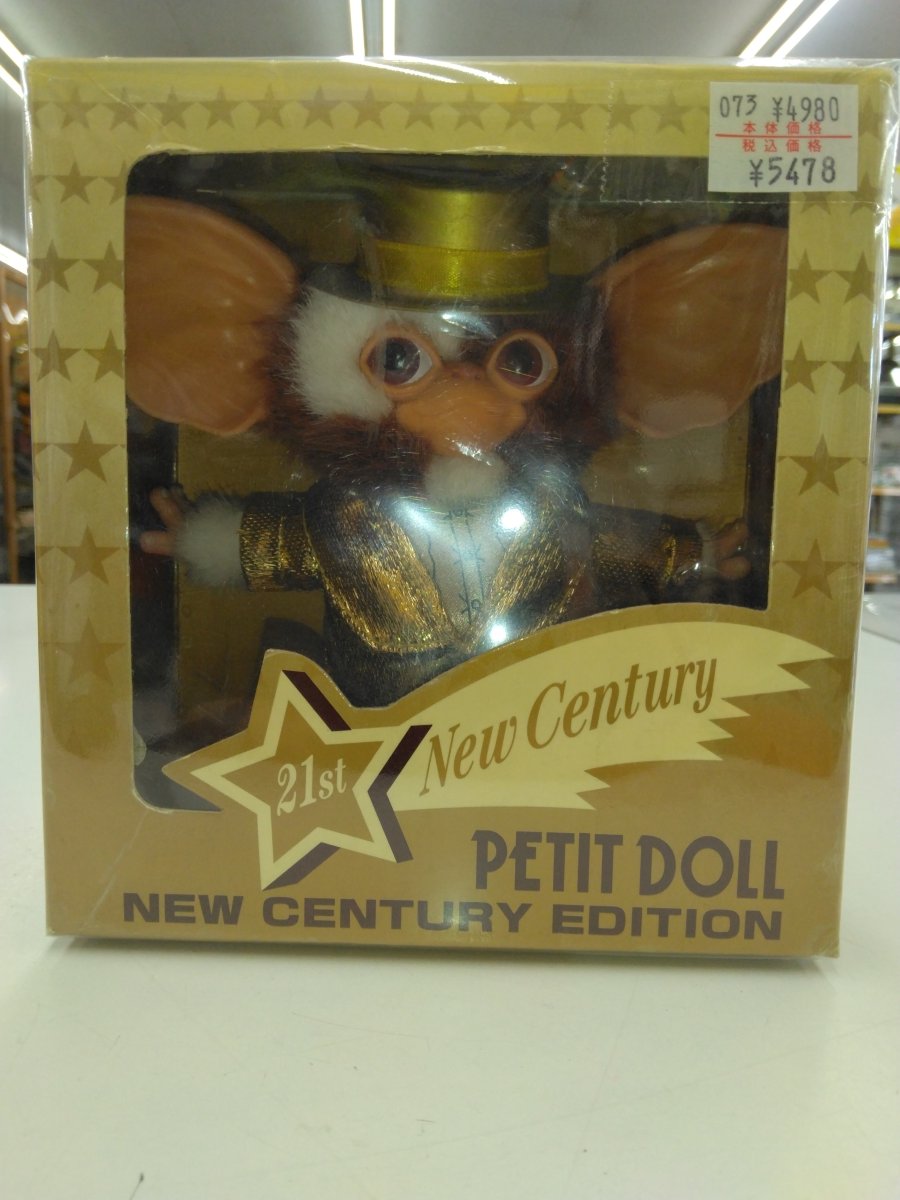 073 ¥4980
本体価格
税込価格
¥5478
21st
New Century
PETIT DOLL
NEW CENTURY EDITION